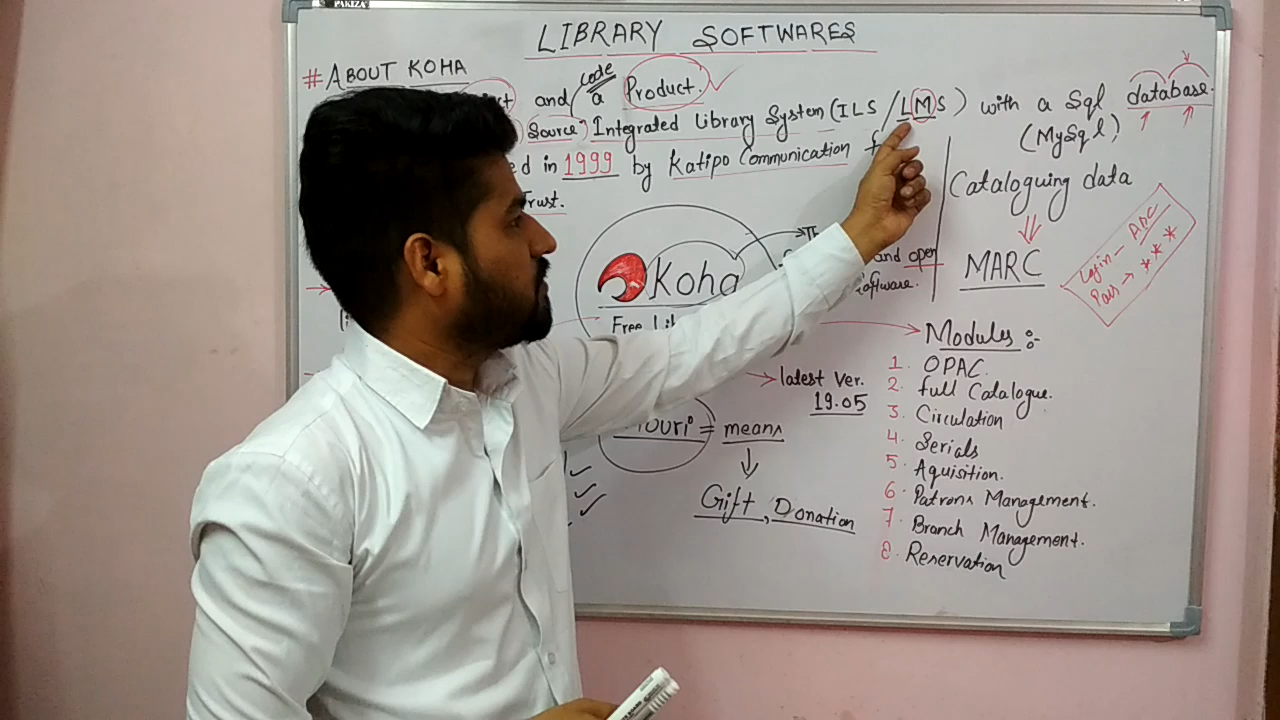 PAKIZA
LIBRARY SOFTWARES
# ABOUT KOHA
and a code Product.
Source" Integrated Library System (ILS / LMS) with a Sql database.
(MySql)
d in 1999 by Katipo Communication
Trust.
Koha
Free Li
and open
Software.
Cataloguing data
MARC
Login - ABC
Pas → ***
latest Ver.
19.05
= means
Gift, Donation
Modules :-
1. OPAC.
2. full Catalogue.
3. Circulation
4. Serials
5. Aquisition.
6. Patrons Management.
7. Branch Management.
8. Reservation